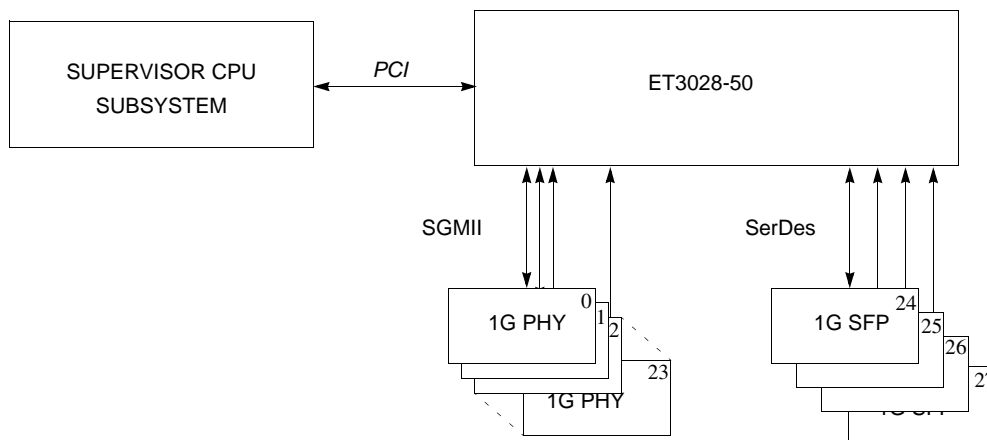 SUPERVISOR CPU
SUBSYSTEM
PCI
ET3028-50
SGMII
SerDes
0
1G PHY
1
2
23
1G PHY
24
1G SFP
25
26